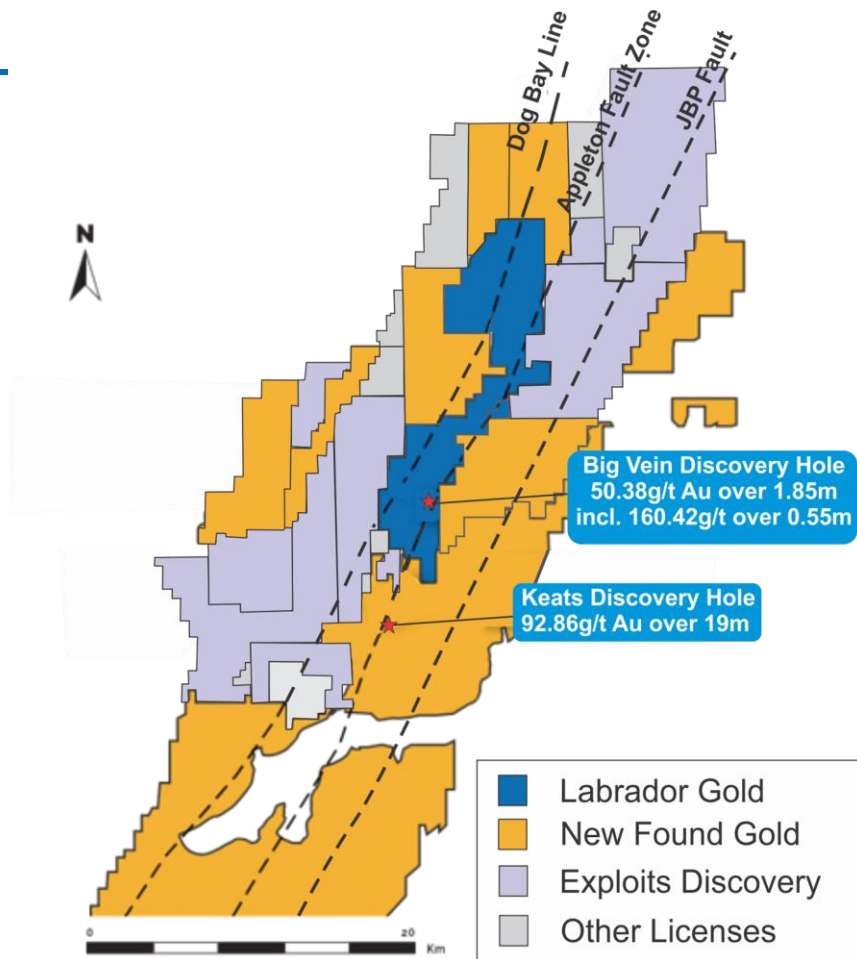 Dog Bay Line
Appleton Fault Zone
JBP Fault
N
Big Vein Discovery Hole
50.38g/t Au over 1.85m
incl. 160.42g/t over 0.55m
Keats Discovery Hole
92.86g/t Au over 19m
Labrador Gold
New Found Gold
Exploits Discovery
Other Licenses
0 20
Km